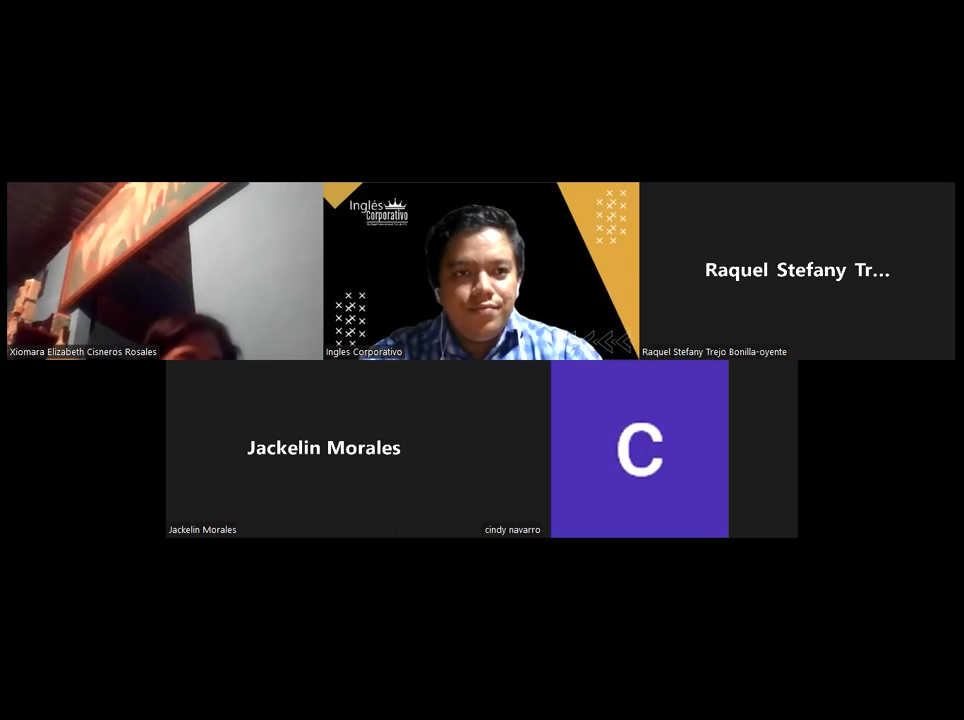 Inglés
Corporativo
Raquel Stefany Tr...
Xiomara Elizabeth Cisneros Rosales
Ingles Corporativo
Raquel Stefany Trejo Bonilla-oyente
Jackelin Morales
C
Jackelin Morales
cindy navarro